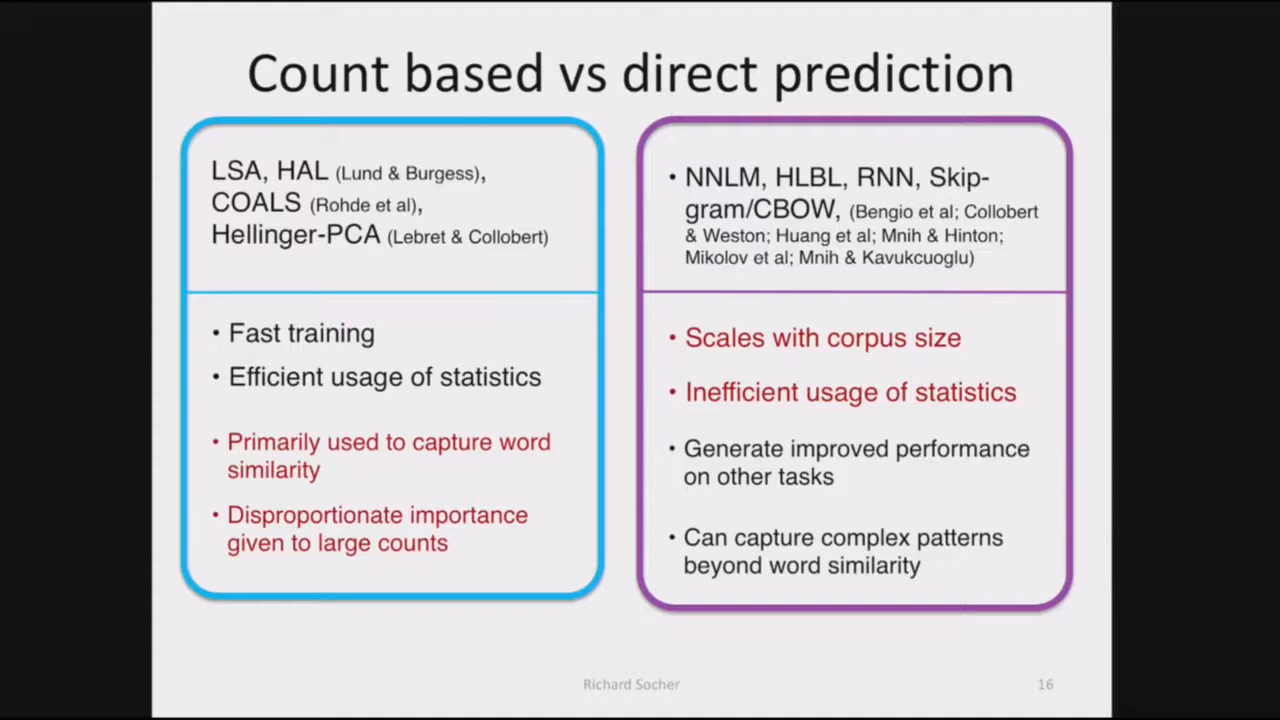 Count based vs direct prediction
LSA, HAL (Lund & Burgess),
COALS (Rohde et al),
Hellinger-PCA (Lebret & Collobert)
• Fast training
• Efficient usage of statistics
• Primarily used to capture word
similarity
• Disproportionate importance
given to large counts
• NNLM, HLBL, RNN, Skip-
gram/CBOW, (Bengio et al; Collobert
& Weston; Huang et al; Mnih & Hinton;
Mikolov et al; Mnih & Kavukcuoglu)
• Scales with corpus size
• Inefficient usage of statistics
• Generate improved performance
on other tasks
• Can capture complex patterns
beyond word similarity
Richard Socher
16